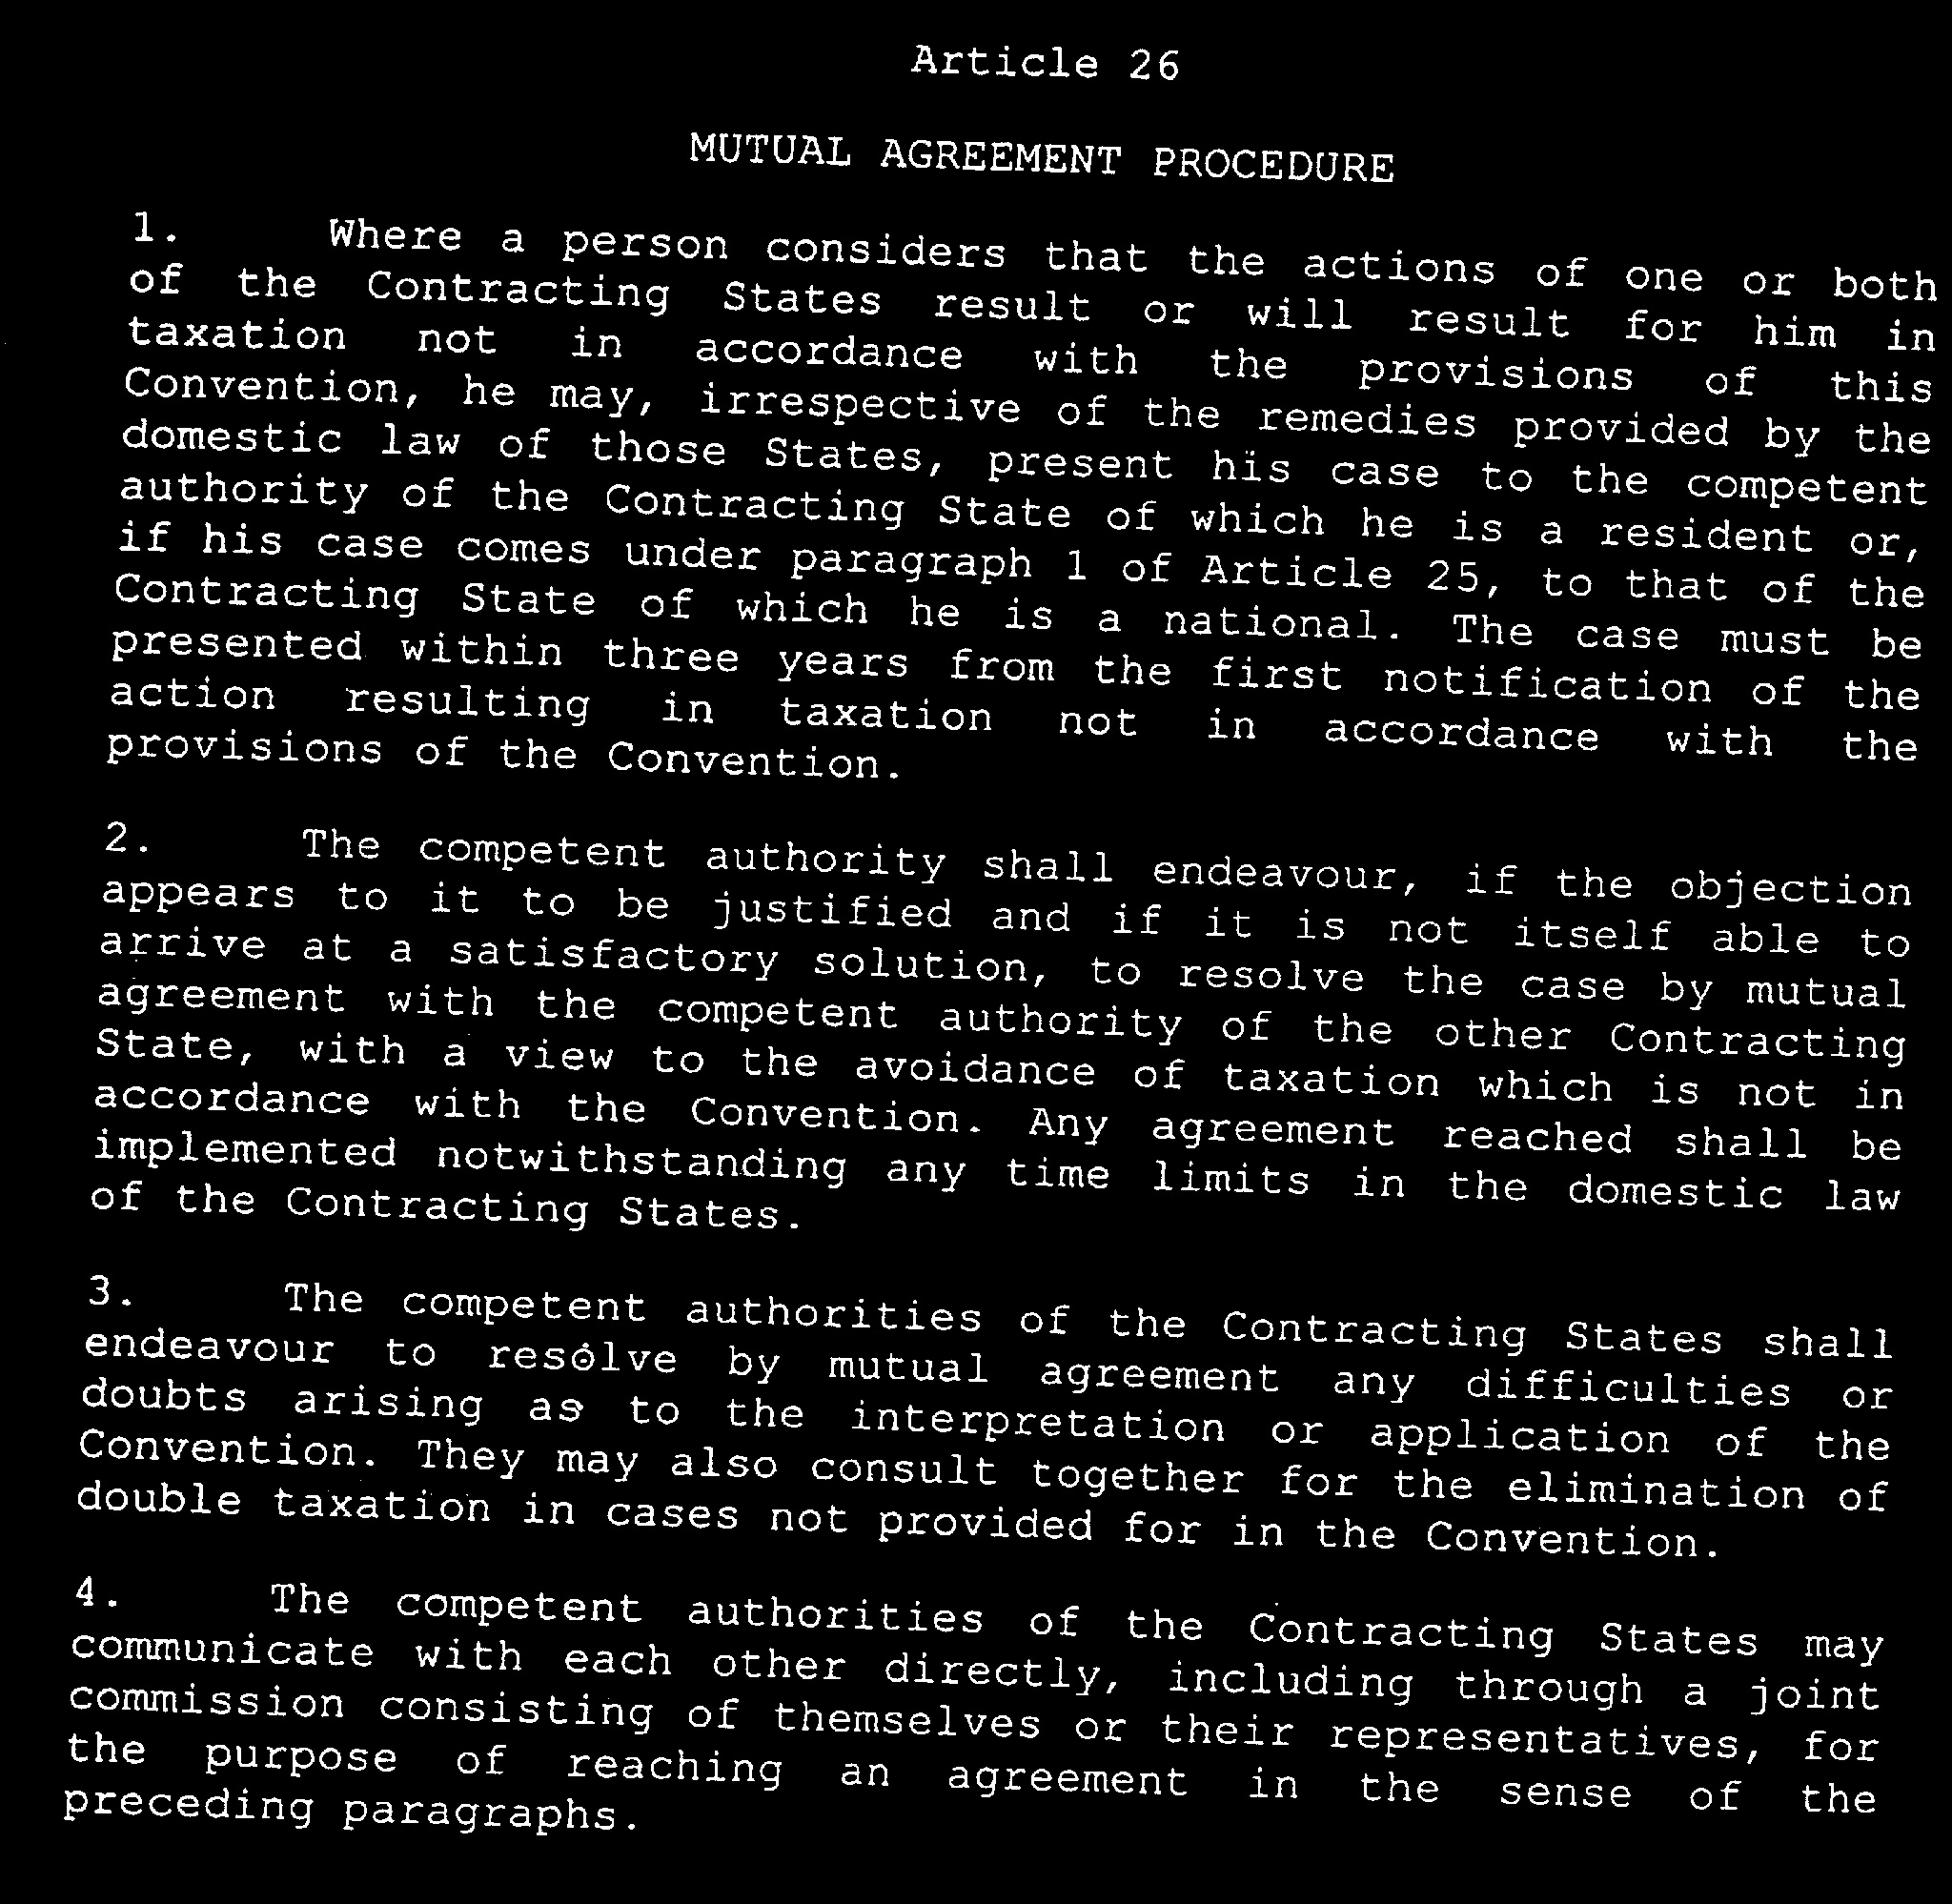 Article 26
MUTUAL AGREEMENT PROCEDURE
1. Where a person considers that the actions of one or both
of the Contracting States result or will result for him in
taxation not in accordance with the provisions of this
Convention, he may, irrespective of the remedies provided by the
domestic law of those States, present his case to the competent
authority of the Contracting State of which he is a resident or,
if his case comes under paragraph 1 of Article 25, to that of the
Contracting State of which he is a national. The case must be
presented within three years from the first notification of the
action resulting in taxation not in accordance with the
provisions of the Convention.
2. The competent authority shall endeavour, if the objection
appears to it to be justified and if it is not itself able to
arrive at a satisfactory solution, to resolve the case by mutual
agreement with the competent authority of the other Contracting
State, with a view to the avoidance of taxation which is not in
accordance with the Convention. Any agreement reached shall be
implemented notwithstanding any time limits in the domestic law
of the Contracting States.
3. The competent authorities of the Contracting States shall
endeavour to resolve by mutual agreement any difficulties or
doubts arising as to the interpretation or application of the
Convention. They may also consult together for the elimination of
double taxation in cases not provided for in the Convention.
4. The competent authorities of the Contracting States may
communicate with each other directly, including through a joint
commission consisting of themselves or their representatives, for
the purpose of reaching an agreement in the sense of the
preceding paragraphs.